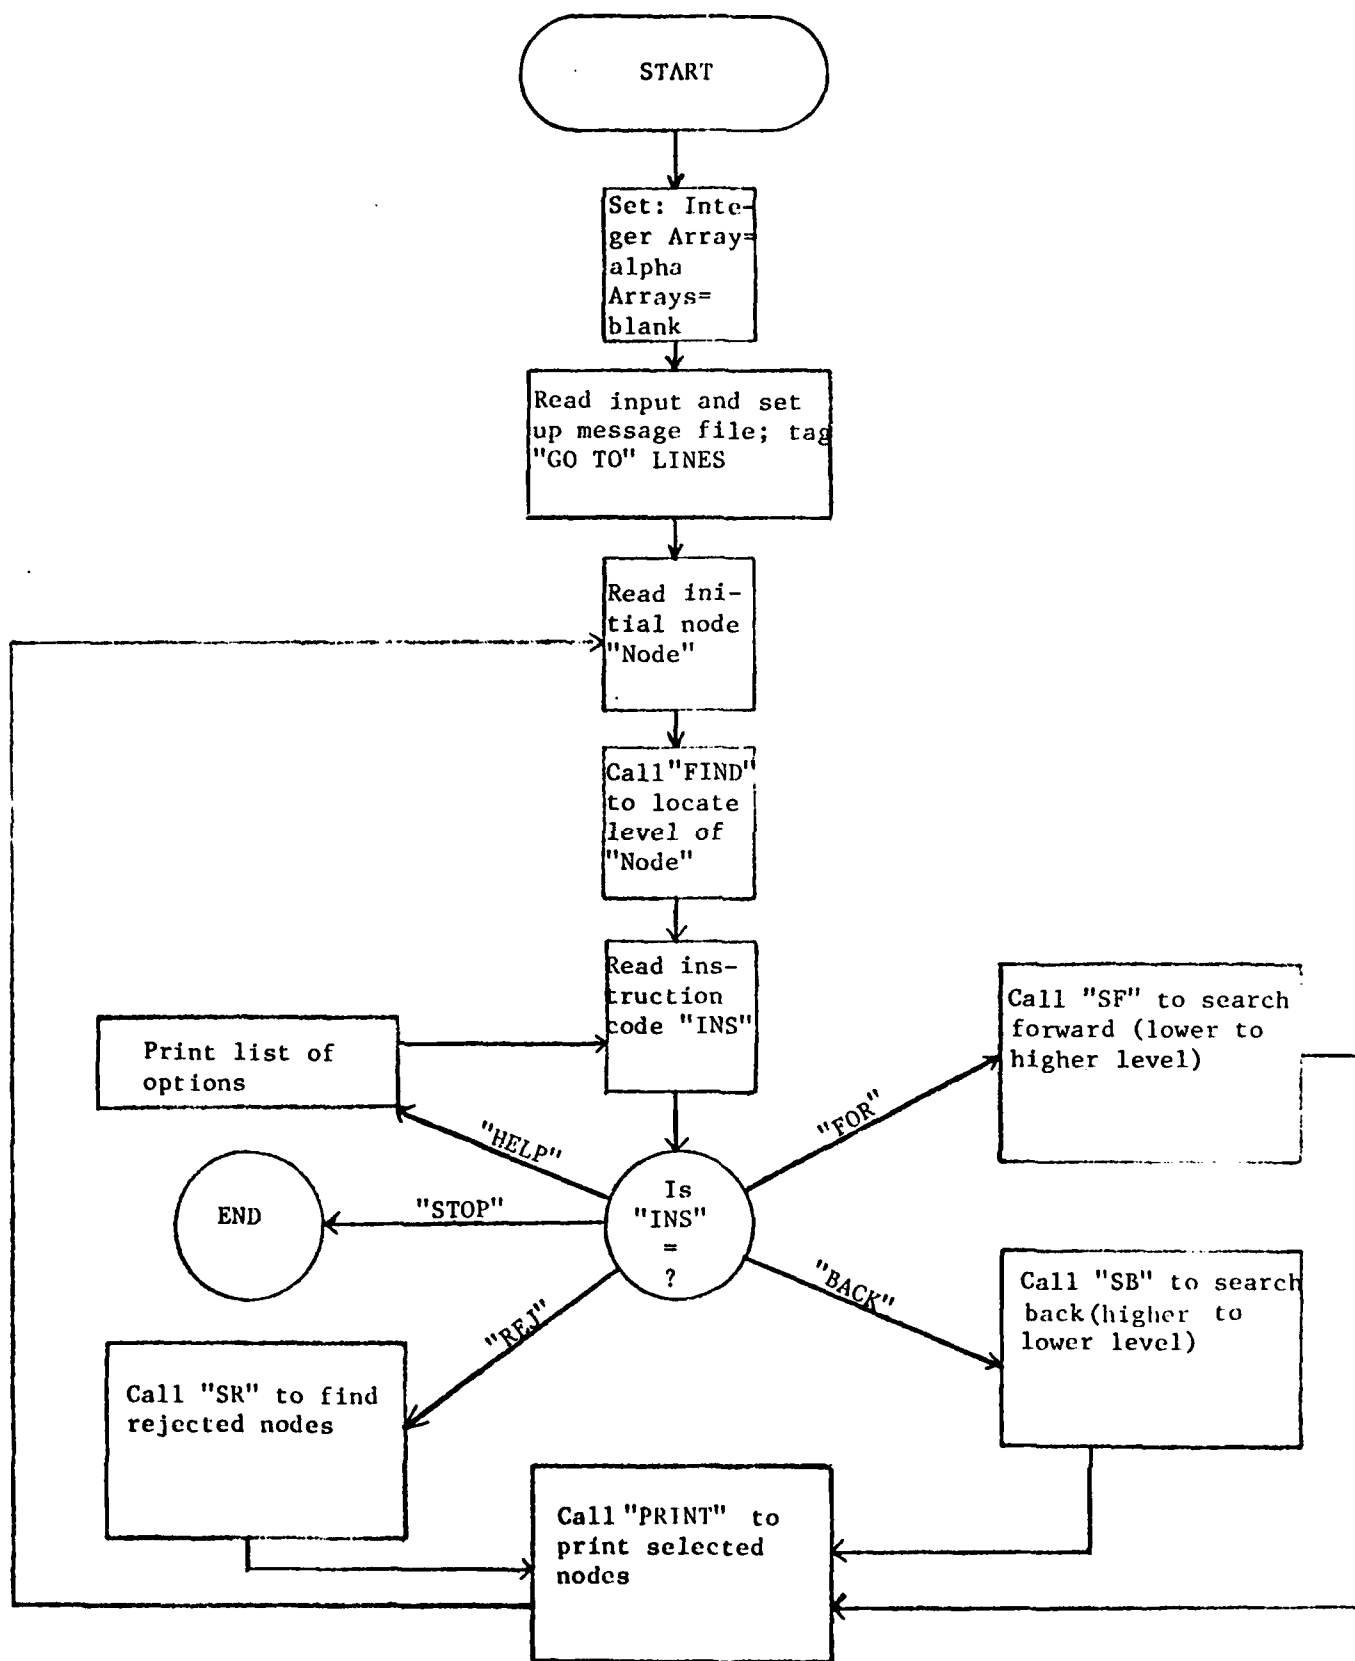 START
Set: Inte-
ger Array=
alpha
Arrays=
blank
Read input and set
up message file; tag
"GO TO" LINES
Read ini-
tial node
"Node"
Call "FIND"
to locate
level of
"Node"
Read ins-
truction
code "INS"
Print list of
options
Call "SF" to search
forward (lower to
higher level)
"HELP"
"FOR"
END
"STOP"
Is
"INS"
=
?
"REJ"
"BACK"
Call "SB" to search
back(higher to
lower level)
Call "SR" to find
rejected nodes
Call "PRINT" to
print selected
nodes